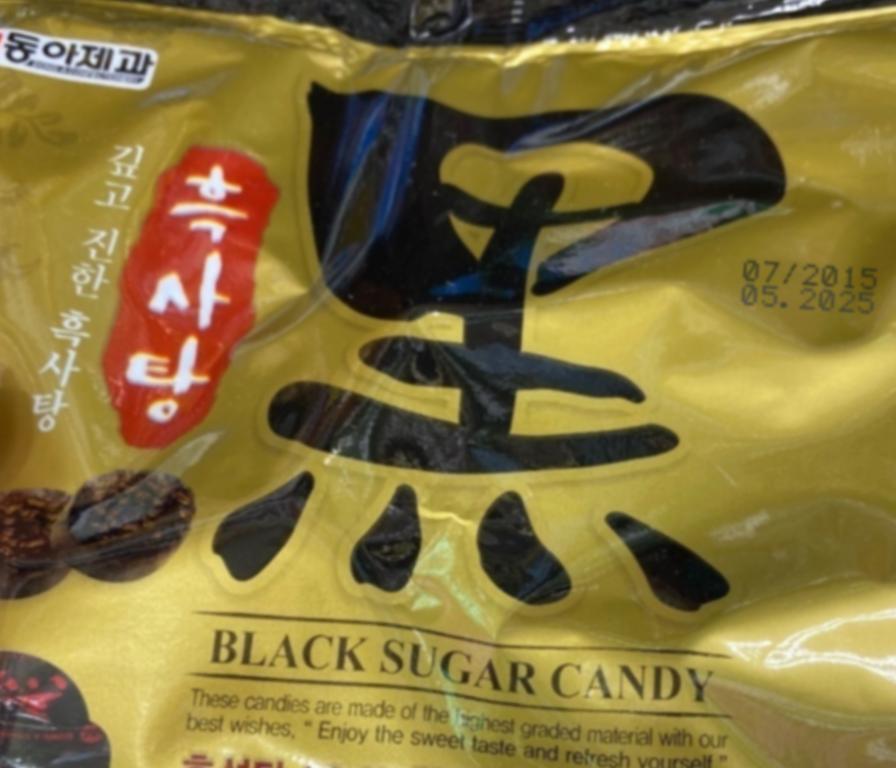 동아제과
깊고 진한 흑사탕
흑사탕
黑
07/2015
05.2025
BLACK SUGAR CANDY
These candies are made of the highest graded material with our
best wishes, “ Enjoy the sweet taste and refresh yourself.”